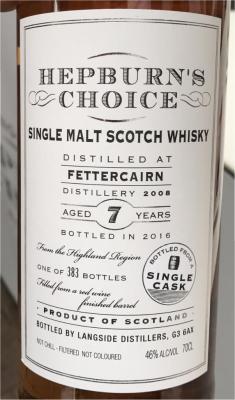 HEPBURN'S
CHOICE
SINGLE MALT SCOTCH WHISKY
DISTILLED AT
FETTERCAIRN
DISTILLERY 2008
AGED 7 YEARS
BOTTLED IN 2016
From the Highland Region
ONE OF 383 BOTTLES
Filled from a red wine
finished barrel
BOTTLED FROM A
SINGLE
CASK
PRODUCT OF SCOTLAND
BOTTLED BY LANGSIDE DISTILLERS, G3 6AX
NOT CHILL - FILTERED NOT COLOURED
46% ALC/VOL 70CL